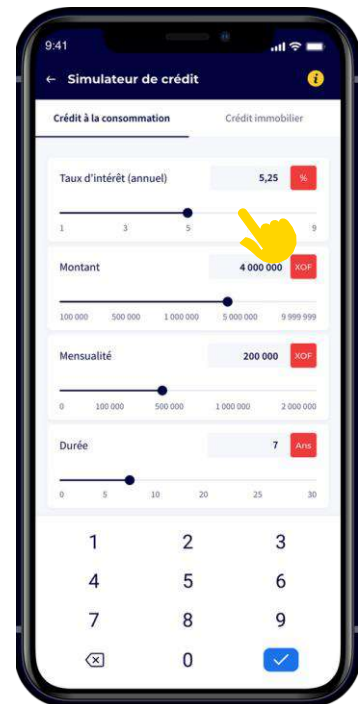 9:41
← Simulateur de crédit i
Crédit à la consommation Crédit immobilier
Taux d'intérêt (annuel) 5,25 %
1 3 5 9
Montant 4 000 000 XOF
100 000 500 000 1 000 000 5 000 000 9 999 999
Mensualité 200 000 XOF
0 100 000 500 000 1 000 000 2 000 000
Durée 7 Ans
0 5 10 20 25 30
1 2 3
4 5 6
7 8 9
0